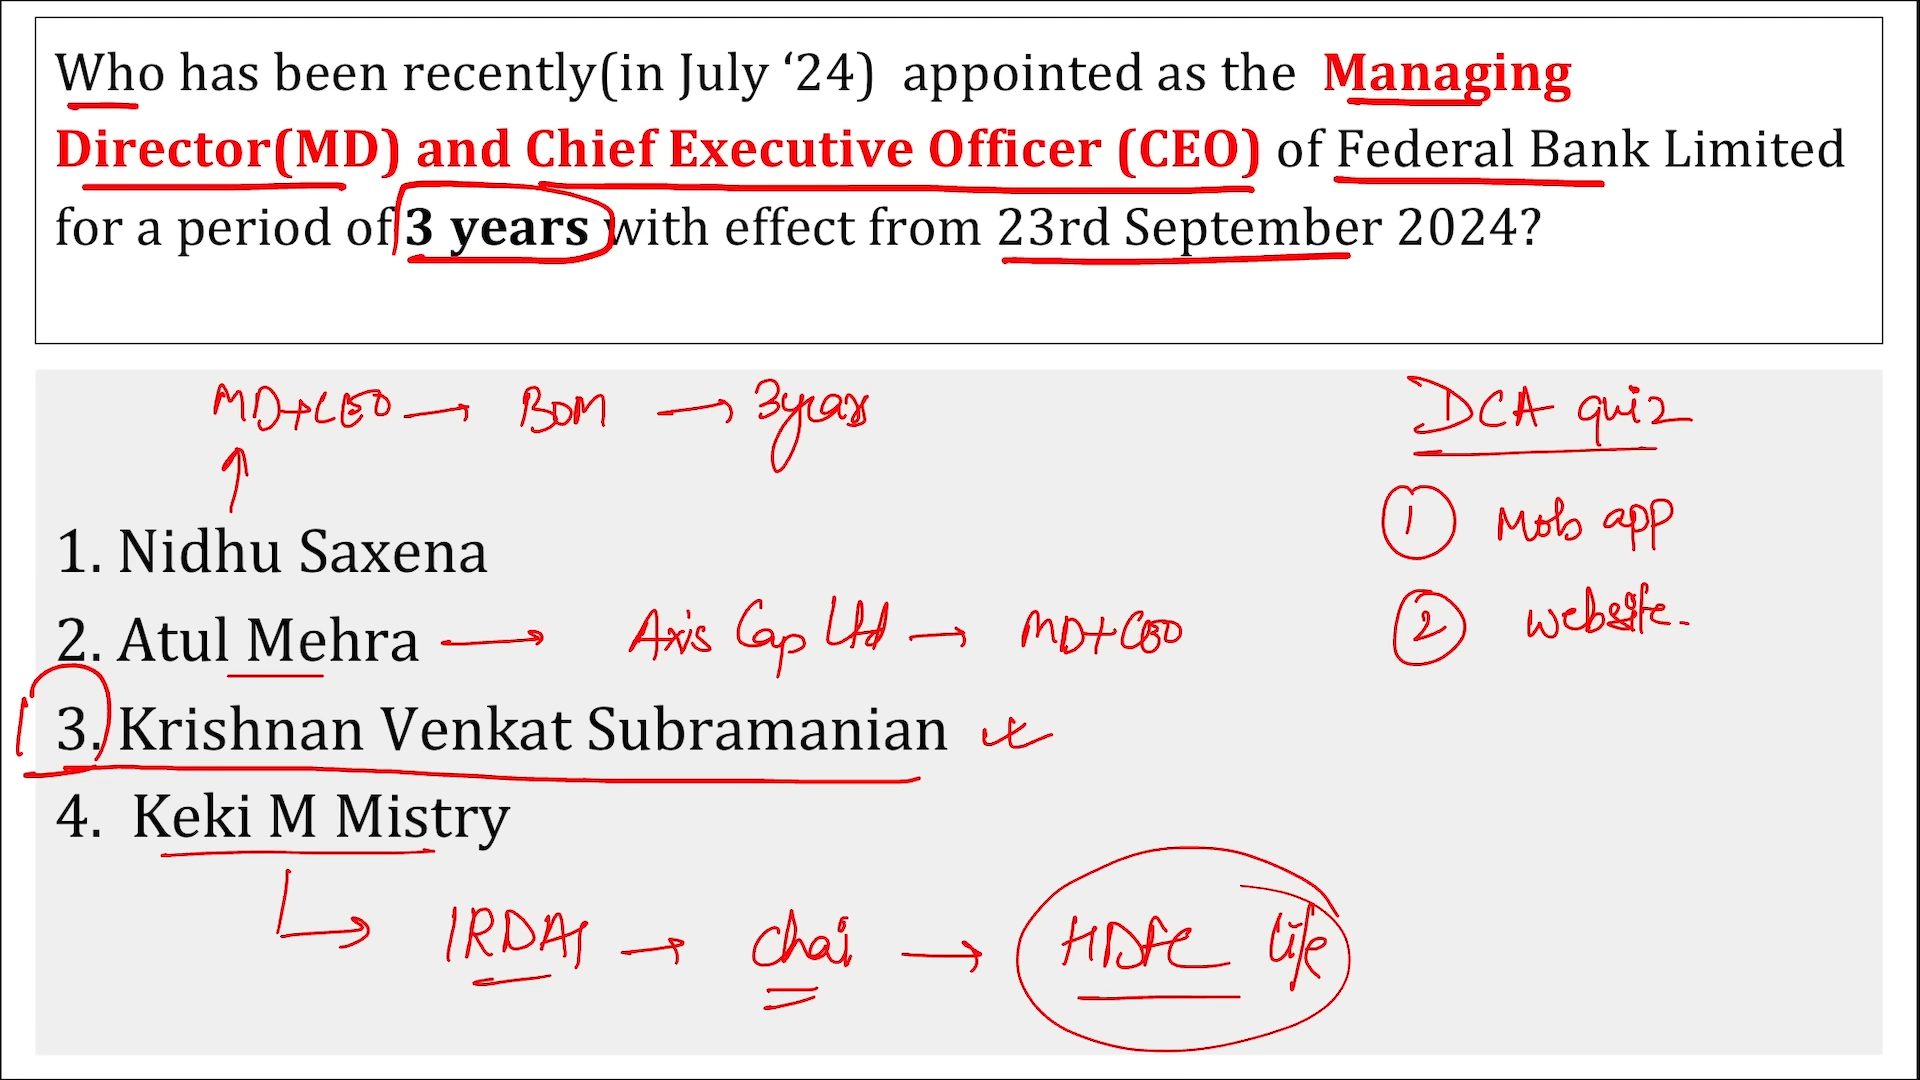 Who has been recently(in July ‘24) appointed as the Managing
Director(MD) and Chief Executive Officer (CEO) of Federal Bank Limited
for a period of 3 years with effect from 23rd September 2024?
MD+CEO → BOM → 3years
DCA quiz
1 Mob app
1. Nidhu Saxena
2. Atul Mehra → Axis Cap Ltd → MD+CEO
2 website.
3. Krishnan Venkat Subramanian
4. Keki M Mistry
IRDAI → Chai → HDFC Life